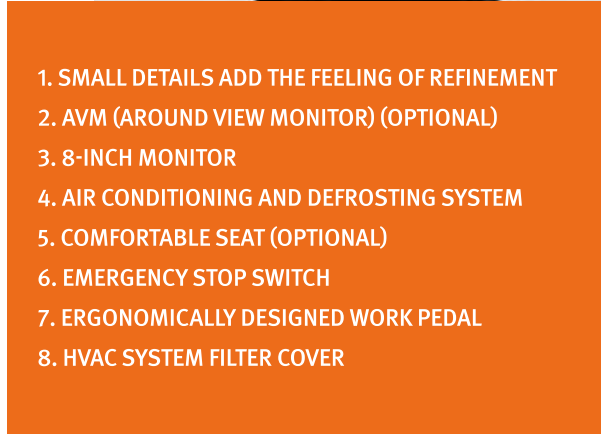 1. SMALL DETAILS ADD THE FEELING OF REFINEMENT
2. AVM (AROUND VIEW MONITOR) (OPTIONAL)
3. 8-INCH MONITOR
4. AIR CONDITIONING AND DEFROSTING SYSTEM
5. COMFORTABLE SEAT (OPTIONAL)
6. EMERGENCY STOP SWITCH
7. ERGONOMICALLY DESIGNED WORK PEDAL
8. HVAC SYSTEM FILTER COVER